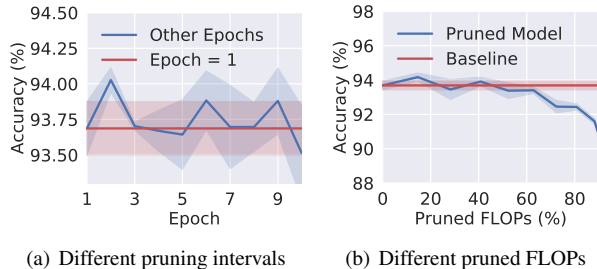 94.50
94.25
94.00
93.75
93.50
Accuracy (%)
Other Epochs
Epoch = 1
1 3 5 7 9
Epoch
(a) Different pruning intervals
98
96
94
92
90
88
Accuracy (%)
Pruned Model
Baseline
0 20 40 60 80
Pruned FLOPs (%)
(b) Different pruned FLOPs